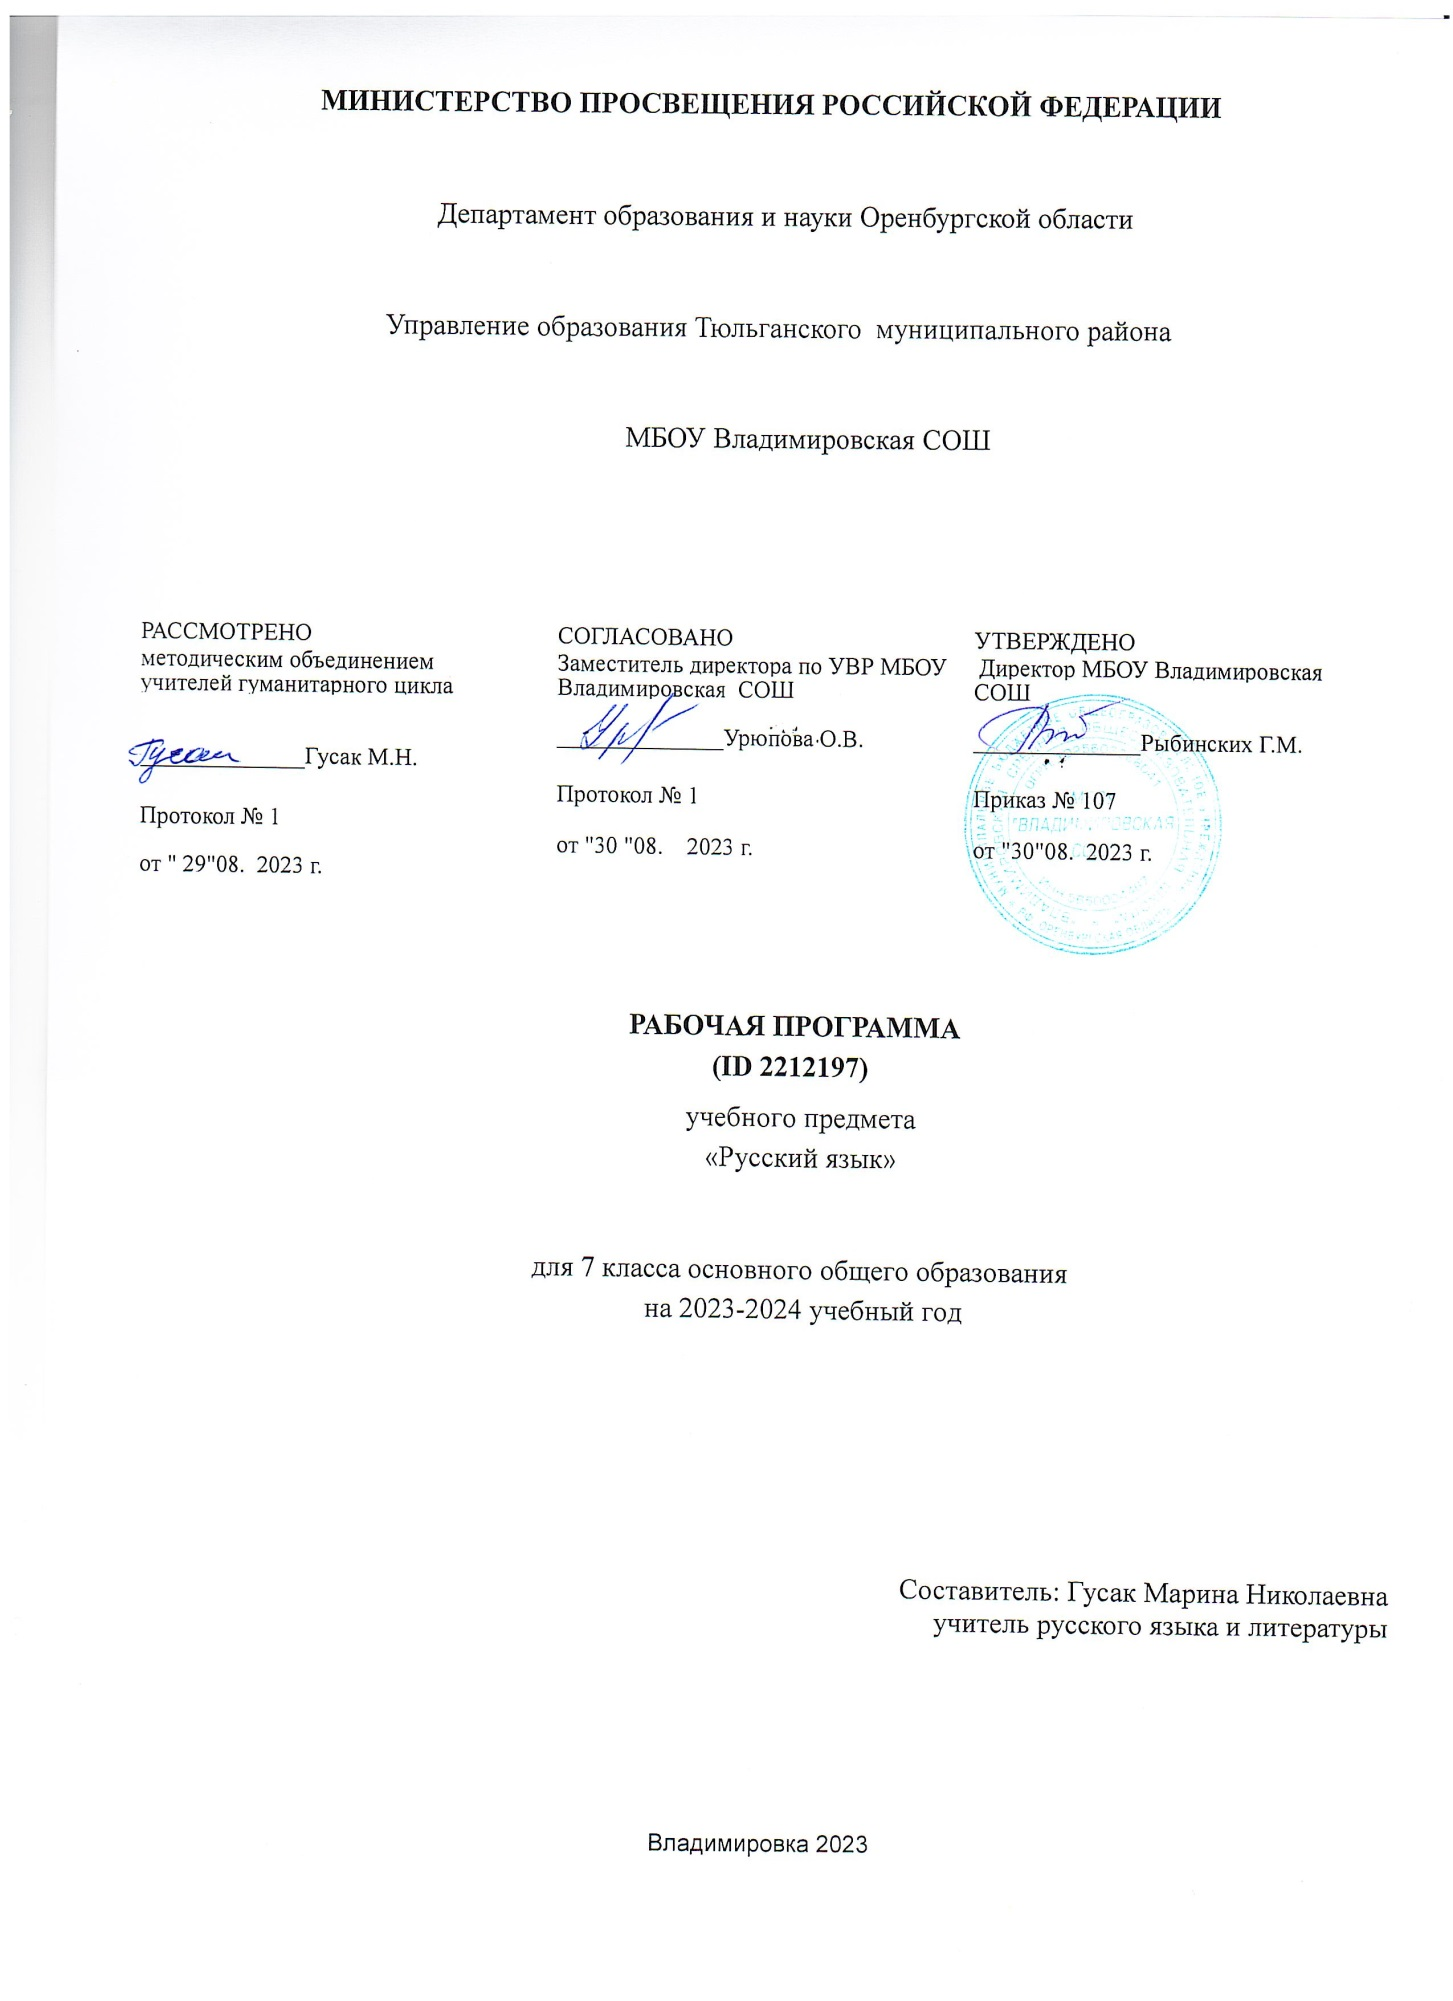 МИНИСТЕРСТВО ПРОСВЕЩЕНИЯ РОССИЙСКОЙ ФЕДЕРАЦИИ
Департамент образования и науки Оренбургской области
Управление образования Тюльганского  муниципального района
МБОУ Владимировская СОШ
РАССМОТРЕНО
методическим объединением
учителей гуманитарного цикла
Гусак
______________Гусак М.Н.
Протокол № 1
от " 29"08.  2023 г.
СОГЛАСОВАНО
Заместитель директора по УВР МБОУ
Владимировская  СОШ
______________Урюпова О.В.
Протокол № 1
от "30 "08.    2023 г.
УТВЕРЖДЕНО
Директор МБОУ Владимировская
СОШ
______________Рыбинских Г.М.
Приказ № 107
"ВЛАДИМИРОВСКАЯ
от "30"08.  2023 г.
РАБОЧАЯ ПРОГРАММА
(ID 2212197)
учебного предмета
«Русский язык»
для 7 класса основного общего образования
на 2023-2024 учебный год
Составитель: Гусак Марина Николаевна
учитель русского языка и литературы
Владимировка 2023